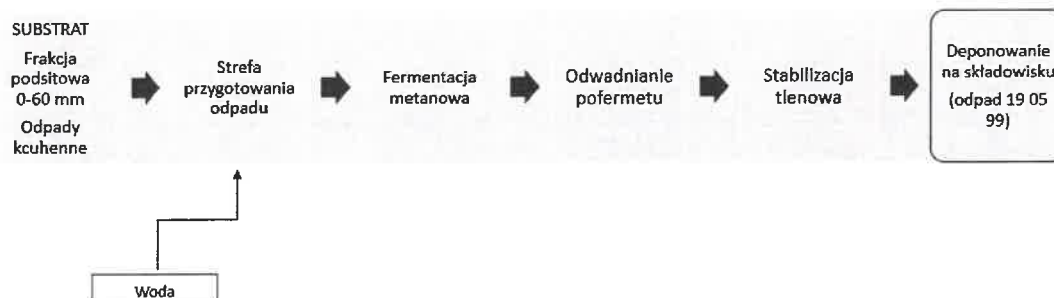 SUBSTRAT
Frakcja
podsitowa
0-60 mm
Odpady
kcuhenne
Strefa
przygotowania
odpadu
Fermentacja
metanowa
Odwadnianie
pofermetu
Stabilizacja
tlenowa
Deponowanie
na składowisku
(odpad 19 05
99)
Woda